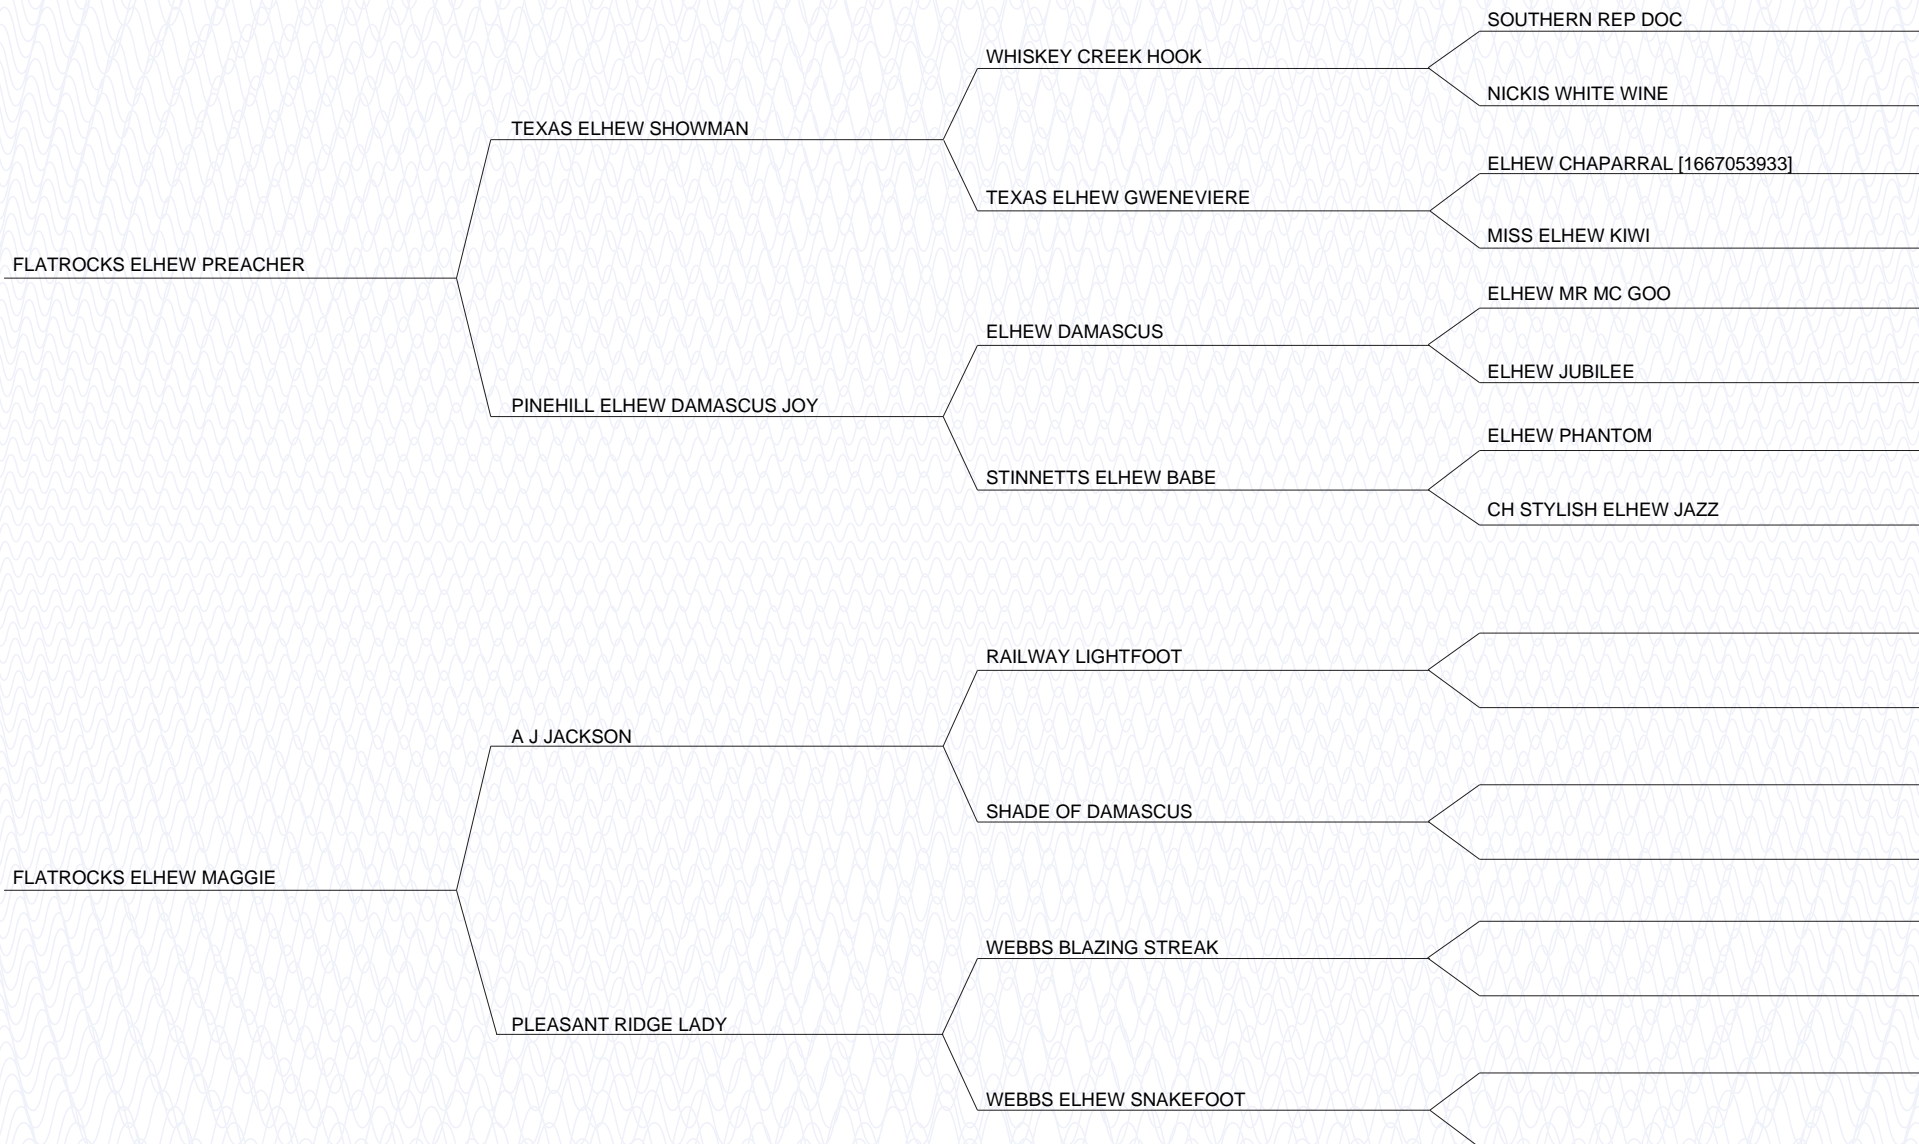 SOUTHERN REP DOC
WHISKEY CREEK HOOK
NICKIS WHITE WINE
TEXAS ELHEW SHOWMAN
ELHEW CHAPARRAL [1667053933]
TEXAS ELHEW GWENEVIERE
MISS ELHEW KIWI
FLATROCKS ELHEW PREACHER
ELHEW MR MC GOO
ELHEW DAMASCUS
ELHEW JUBILEE
PINEHILL ELHEW DAMASCUS JOY
ELHEW PHANTOM
STINNETTS ELHEW BABE
CH STYLISH ELHEW JAZZ
RAILWAY LIGHTFOOT
A J JACKSON
SHADE OF DAMASCUS
FLATROCKS ELHEW MAGGIE
WEBBS BLAZING STREAK
PLEASANT RIDGE LADY
WEBBS ELHEW SNAKEFOOT